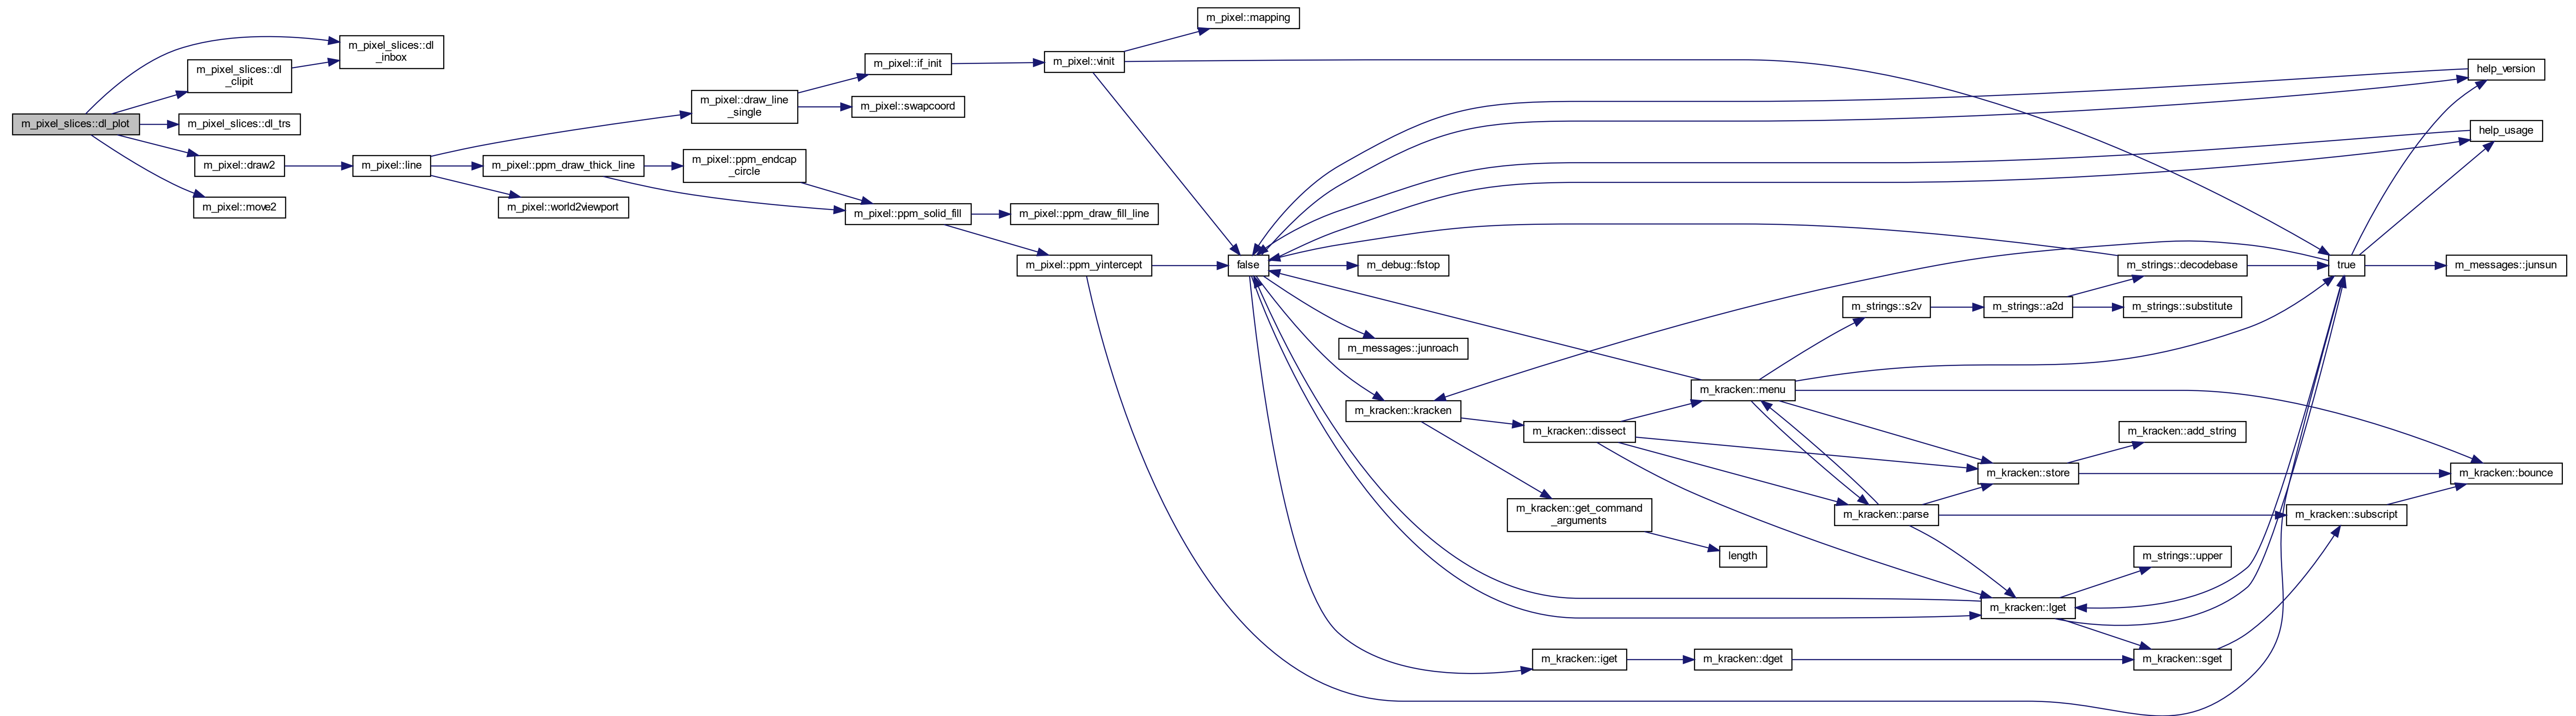 m_pixel::mapping
m_pixel_slices::dl
_inbox
m_pixel::if_init
m_pixel::vinit
help_version
m_pixel_slices::dl
_clipit
m_pixel::draw_line
_single
m_pixel::swapcoord
m_pixel_slices::dl_plot
m_pixel_slices::dl_trs
help_usage
m_pixel::draw2
m_pixel::line
m_pixel::ppm_draw_thick_line
m_pixel::ppm_endcap
_circle
m_pixel::move2
m_pixel::world2viewport
m_pixel::ppm_solid_fill
m_pixel::ppm_draw_fill_line
m_pixel::ppm_yintercept
false
m_debug::fstop
m_strings::decodebase
true
m_messages::junsun
m_strings::s2v
m_strings::a2d
m_strings::substitute
m_messages::junroach
m_kracken::menu
m_kracken::kracken
m_kracken::dissect
m_kracken::add_string
m_kracken::store
m_kracken::bounce
m_kracken::get_command
_arguments
m_kracken::parse
m_kracken::subscript
length
m_strings::upper
m_kracken::lget
m_kracken::iget
m_kracken::dget
m_kracken::sget